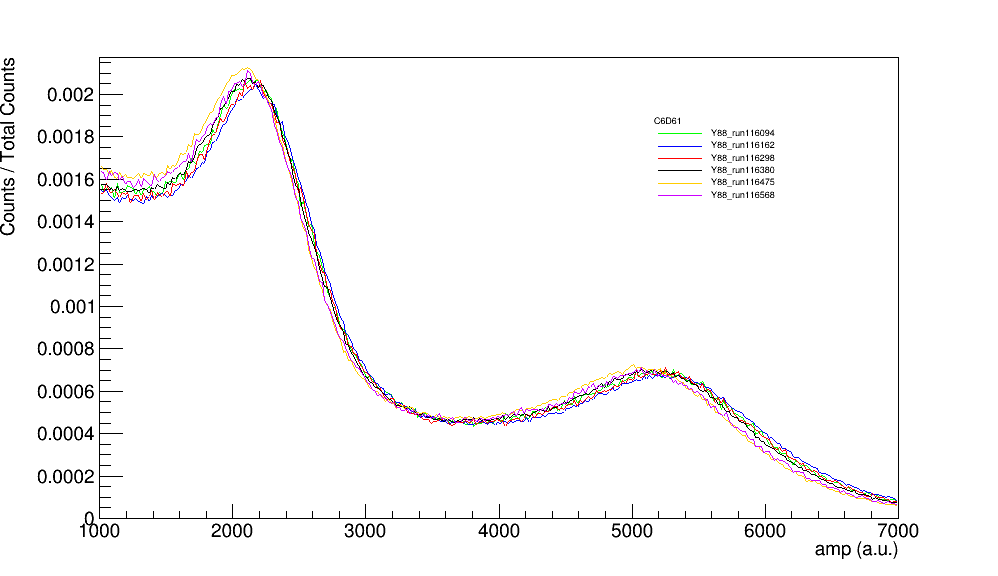 Counts / Total Counts
0.002
0.0018
0.0016
0.0014
0.0012
0.001
0.0008
0.0006
0.0004
0.0002
0
C6D61
Y88_run116094
Y88_run116162
Y88_run116298
Y88_run116380
Y88_run116475
Y88_run116568
1000 2000 3000 4000 5000 6000 7000
amp (a.u.)